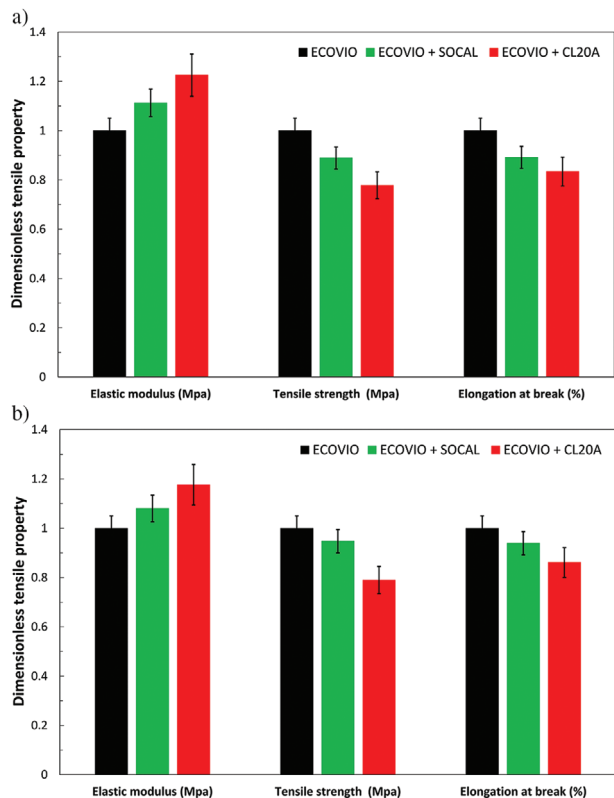 a)
1.4
ECOVIO ECOVIO + SOCAL ECOVIO + CL20A
1.2
1
0.8
0.6
0.4
0.2
0
Dimensionless tensile property
Elastic modulus (Mpa) Tensile strength (Mpa) Elongation at break (%)
b)
1.4
ECOVIO ECOVIO + SOCAL ECOVIO + CL20A
1.2
1
0.8
0.6
0.4
0.2
0
Dimensionless tensile property
Elastic modulus (Mpa) Tensile strength (Mpa) Elongation at break (%)